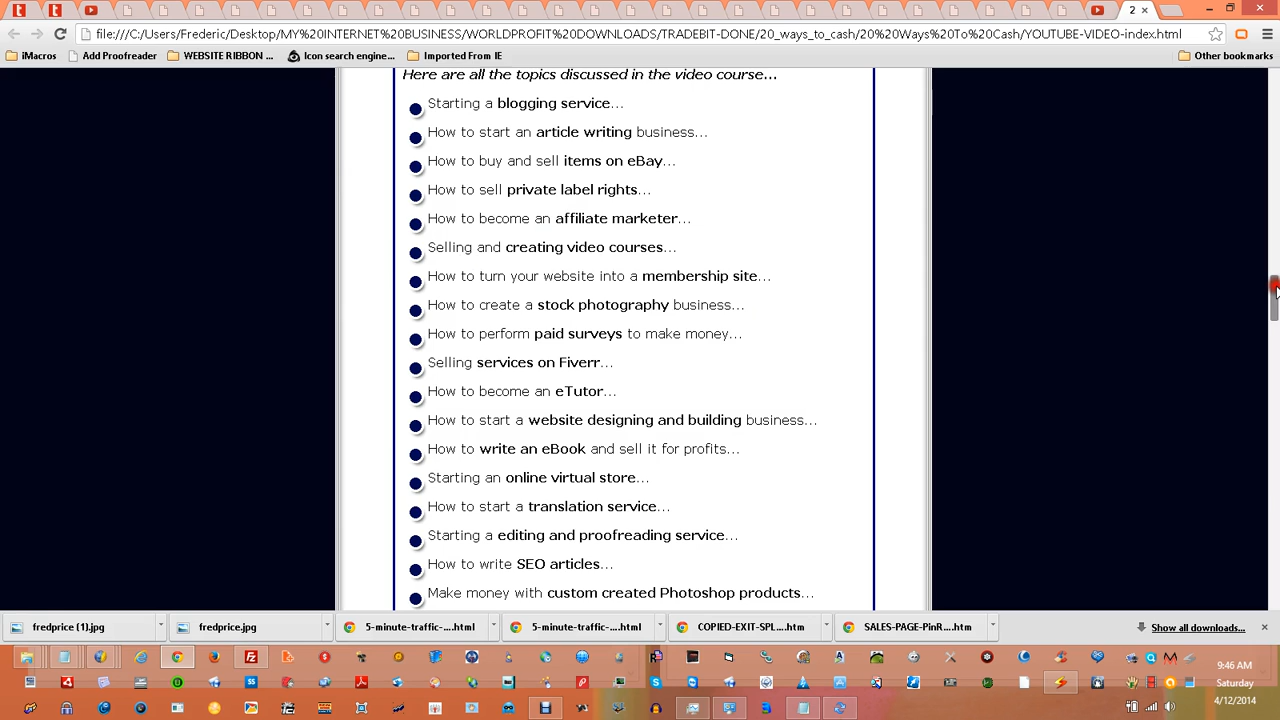 2
file:///C:/Users/Frederic/Desktop/MY%20INTERNET%20BUSINESS/WORLDPROFIT%20DOWNLOADS/TRADEBIT-DONE/20_ways_to_cash/20%20Ways%20To%20Cash/YOUTUBE-VIDEO-index.html
iMacros Add Proofreader WEBSITE RIBBON ... Icon search engine... Imported From IE Other bookmarks
Here are all the topics discussed in the video course...
Starting a blogging service...
How to start an article writing business...
How to buy and sell items on eBay...
How to sell private label rights...
How to become an affiliate marketer...
Selling and creating video courses...
How to turn your website into a membership site...
How to create a stock photography business...
How to perform paid surveys to make money...
Selling services on Fiverr...
How to become an eTutor...
How to start a website designing and building business...
How to write an eBook and sell it for profits...
Starting an online virtual store...
How to start a translation service...
Starting a editing and proofreading service...
How to write SEO articles...
Make money with custom created Photoshop products...
fredprice (1).jpg fredprice.jpg 5-minute-traffic-....html 5-minute-traffic-....html COPIED-EXIT-SPL....htm SALES-PAGE-PinR....htm Show all downloads...
9:46 AM
Saturday
4/12/2014